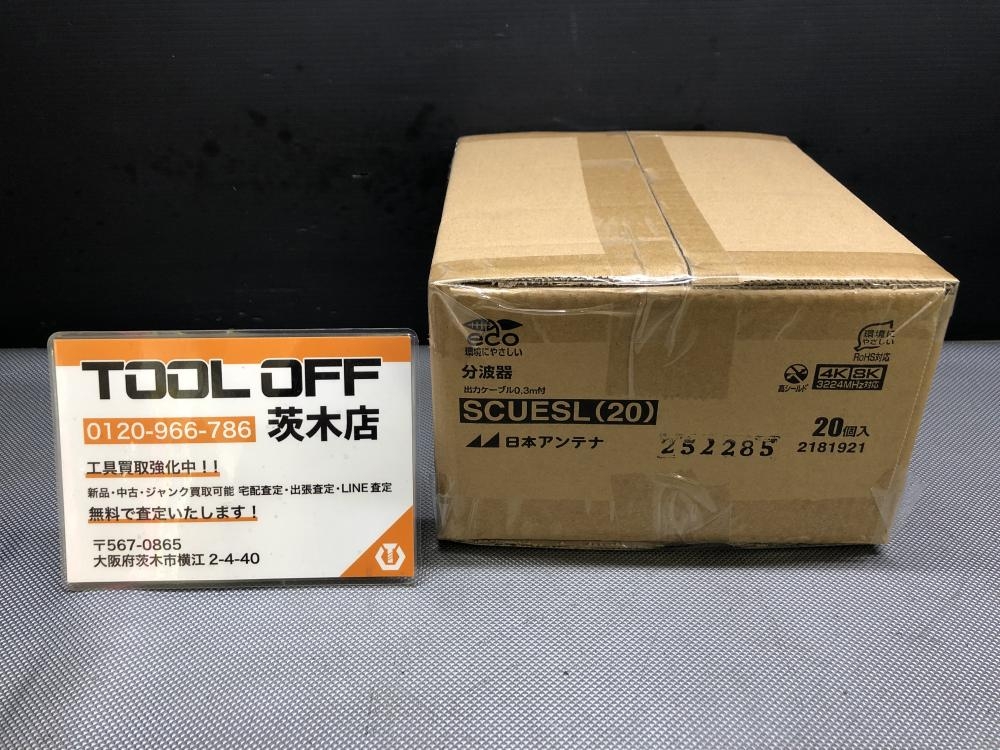 TOOL OFF
0120-966-786 茨木店
工具買取強化中!!
新品・中古・ジャンク買取可能 宅配査定・出張査定・LINE査定
無料で査定いたします!
〒567-0865
大阪府茨木市横江 2-4-40
eco
環境にやさしい
分波器
出力ケーブル0.3m付
SCUESL(20)
日本アンテナ
252285
環境に
やさしい
RoHS対応
高シールド
4K 8K
3224MHz対応
20個入
2181921